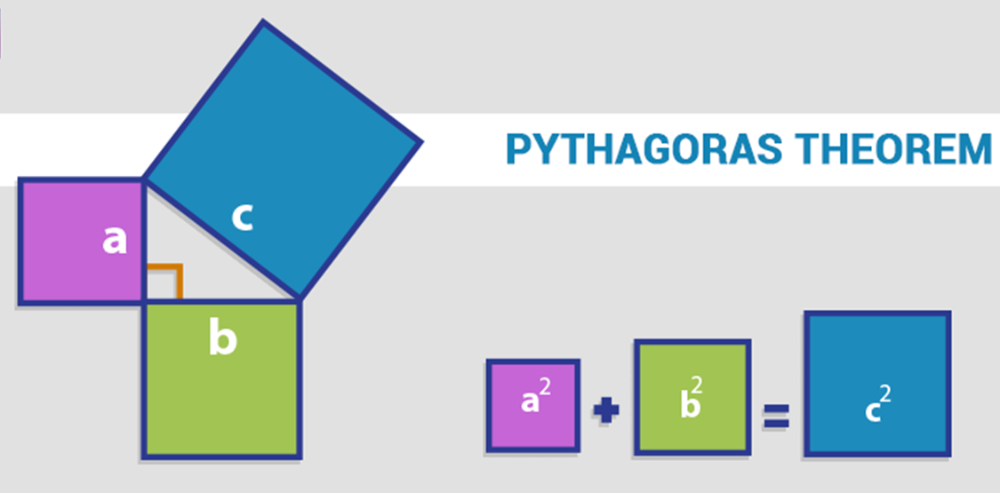 PYTHAGORAS THEOREM
c
a
b
a² + b² = c²